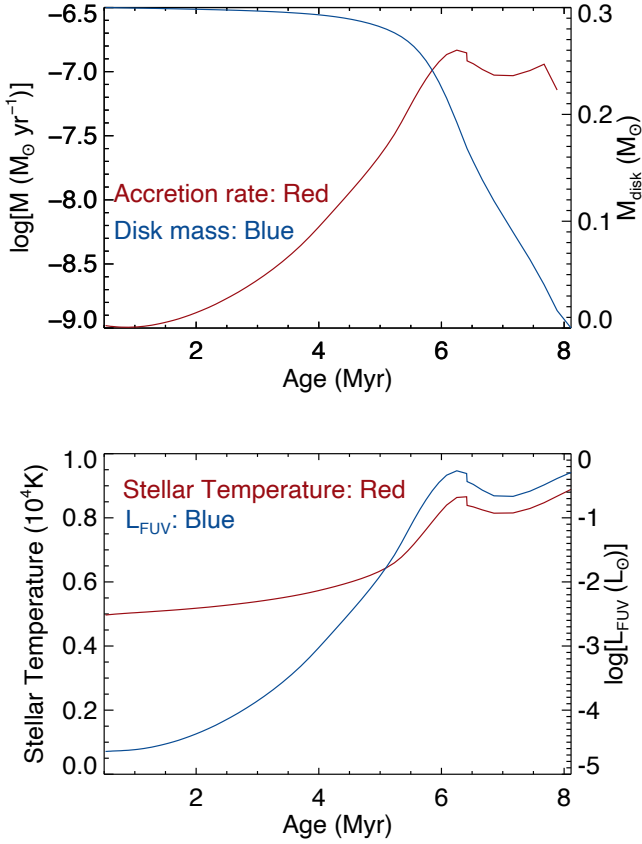 −6.5
−7.0
−7.5
−8.0
−8.5
−9.0
log[M (M⊙ yr−1)]
Accretion rate: Red
Disk mass: Blue
0.3
0.2
0.1
0.0
Mdisk (M⊙)
2 4 6 8
Age (Myr)
1.0
0.8
0.6
0.4
0.2
0.0
Stellar Temperature (10⁴K)
Stellar Temperature: Red
LFUV: Blue
0
-1
-2
-3
-4
-5
log[LFUV (L⊙)]
2 4 6 8
Age (Myr)